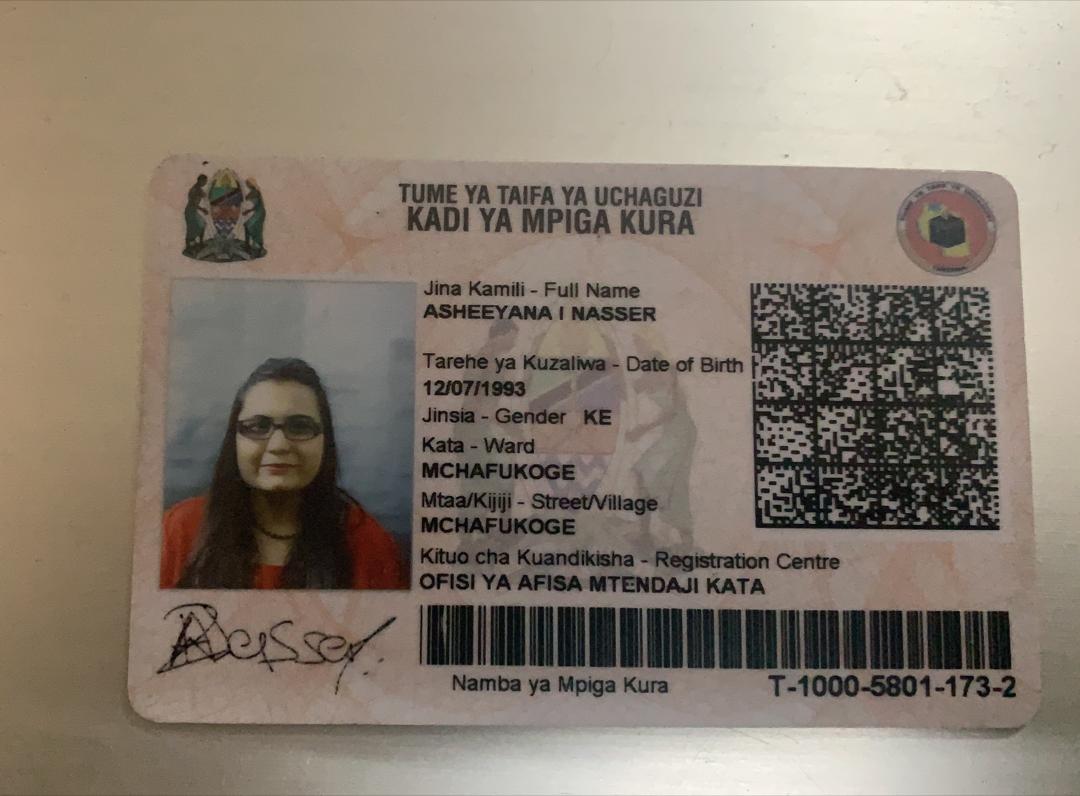 TUME YA TAIFA YA UCHAGUZI
KADI YA MPIGA KURA
Jina Kamili - Full Name
ASHEEYANA I NASSER
Tarehe ya Kuzaliwa - Date of Birth
12/07/1993
Jinsia - Gender KE
Kata - Ward
MCHAFUKOGE
Mtaa/Kijiji - Street/Village
MCHAFUKOGE
Kituo cha Kuandikisha - Registration Centre
OFISI YA AFISA MTENDAJI KATA
Namba ya Mpiga Kura T-1000-5801-173-2